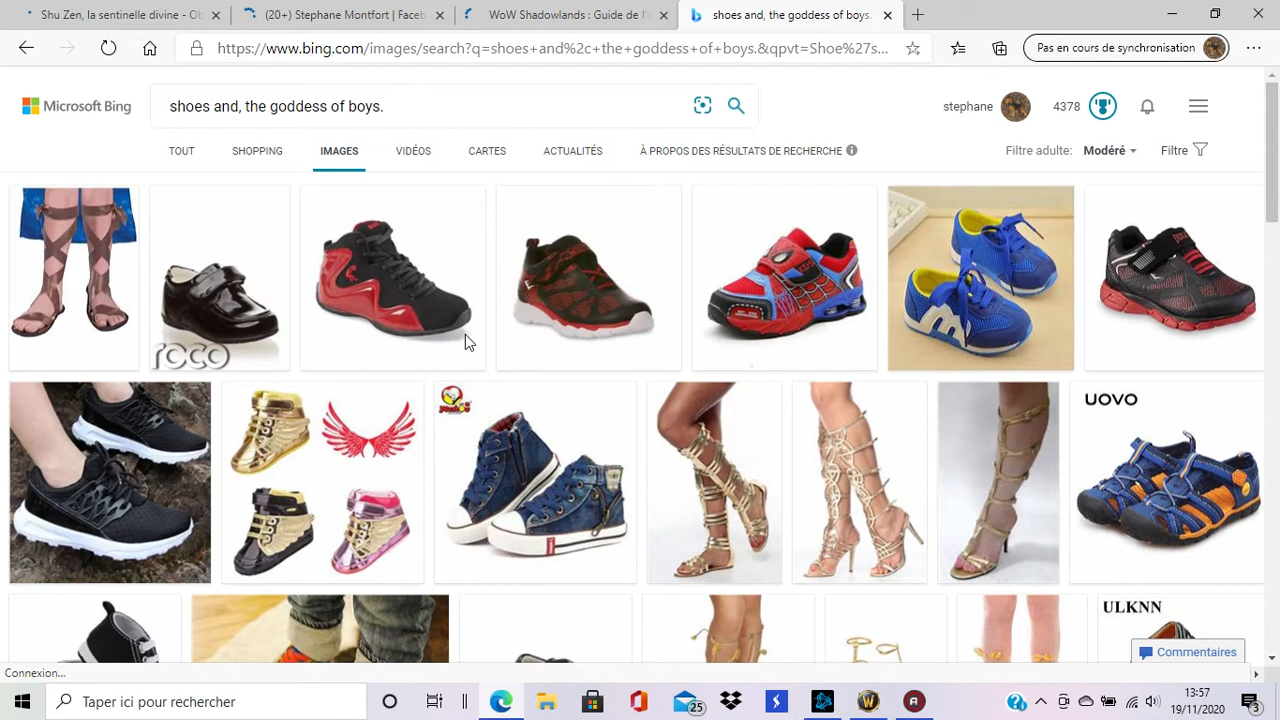 Shu Zen, la sentinelle divine - Ob
(20+) Stephane Montfort | Faceb
WoW Shadowlands : Guide de l'
shoes and, the goddess of boys.
https://www.bing.com/images/search?q=shoes+and%2c+the+goddess+of+boys.&qpvt=Shoe%27s...
Pas en cours de synchronisation
Microsoft Bing
shoes and, the goddess of boys.
stephane
4378
TOUT
SHOPPING
IMAGES
VIDÉOS
CARTES
ACTUALITÉS
À PROPOS DES RÉSULTATS DE RECHERCHE
Filtre adulte: Modéré
Filtre
roco
UOVO
ULKNN
Commentaires
Connexion...
Taper ici pour rechercher
25
13:57
19/11/2020
3